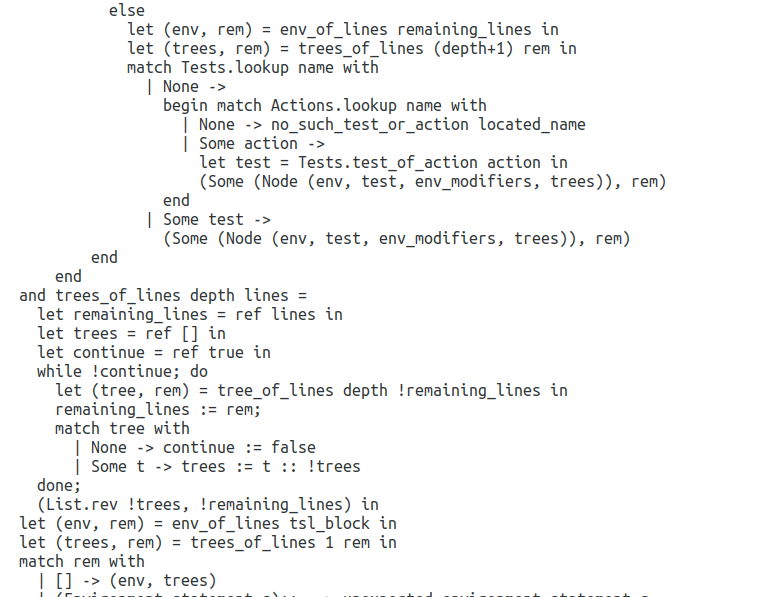 else
let (env, rem) = env_of_lines remaining_lines in
let (trees, rem) = trees_of_lines (depth+1) rem in
match Tests.lookup name with
| None ->
begin match Actions.lookup name with
| None -> no_such_test_or_action located_name
| Some action ->
let test = Tests.test_of_action action in
(Some (Node (env, test, env_modifiers, trees)), rem)
end
| Some test ->
(Some (Node (env, test, env_modifiers, trees)), rem)
end
end
and trees_of_lines depth lines =
let remaining_lines = ref lines in
let trees = ref [] in
let continue = ref true in
while !continue; do
let (tree, rem) = tree_of_lines depth !remaining_lines in
remaining_lines := rem;
match tree with
| None -> continue := false
| Some t -> trees := t :: !trees
done;
(List.rev !trees, !remaining_lines) in
let (env, rem) = env_of_lines tsl_block in
let (trees, rem) = trees_of_lines 1 rem in
match rem with
| [] -> (env, trees)